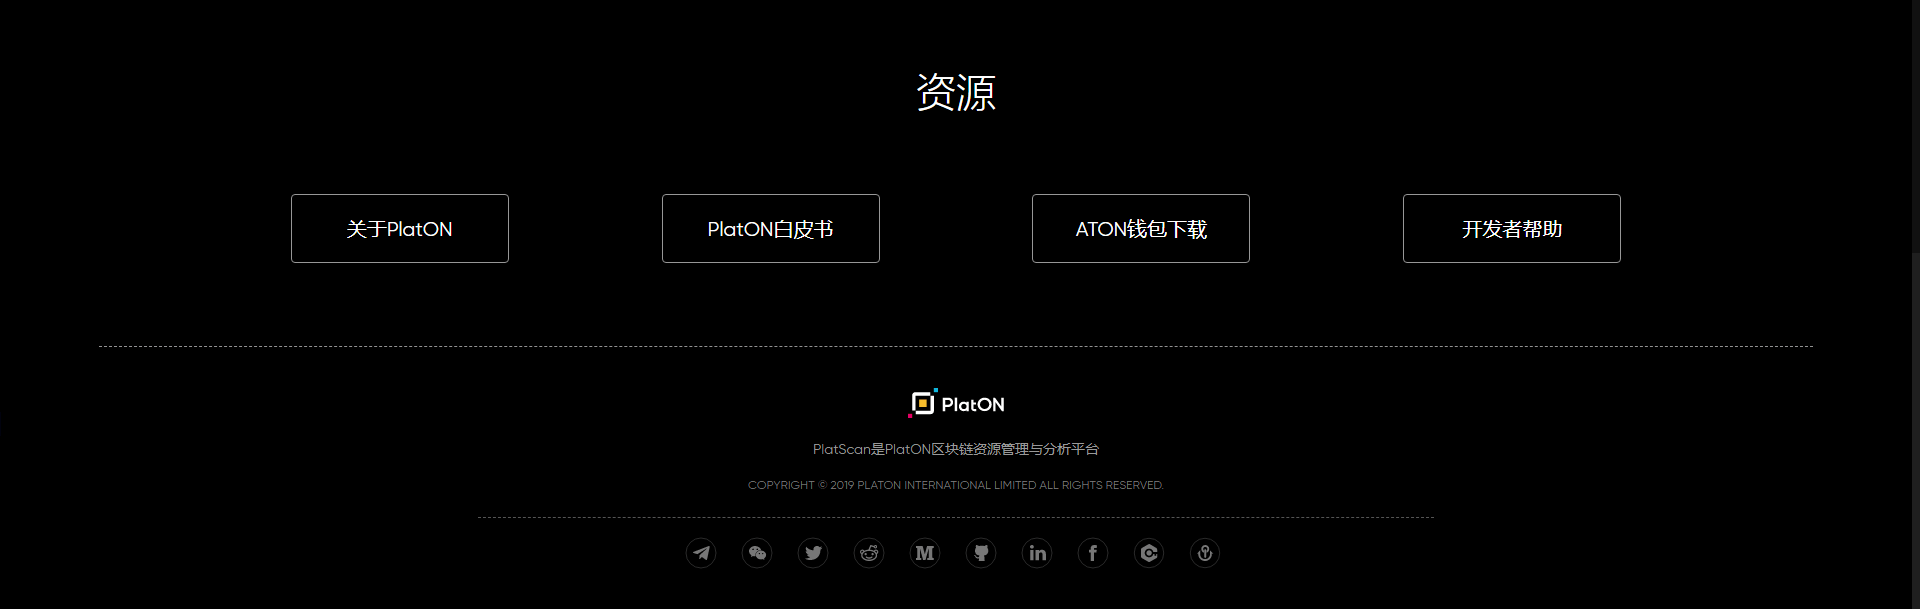 资源
关于PlatON
PlatON白皮书
ATON钱包下载
开发者帮助
PlatON
PlatScan是PlatON区块链资源管理与分析平台
COPYRIGHT © 2019 PLATON INTERNATIONAL LIMITED ALL RIGHTS RESERVED.